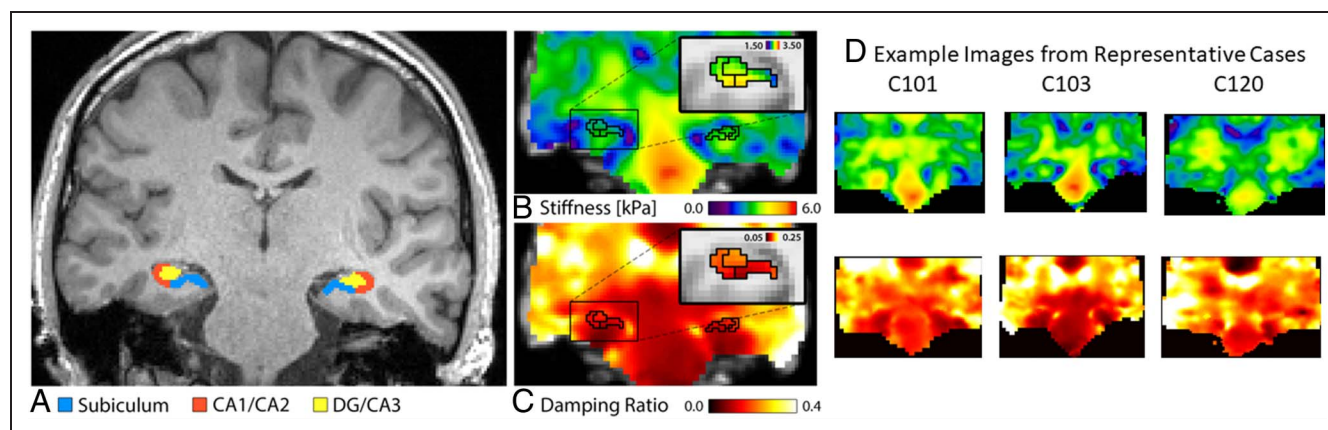 D Example Images from Representative Cases
C101 C103 C120
1.50 3.50
B Stiffness [kPa] 0.0 6.0
0.05 0.25
A Subiculum CA1/CA2 DG/CA3
C Damping Ratio 0.0 0.4